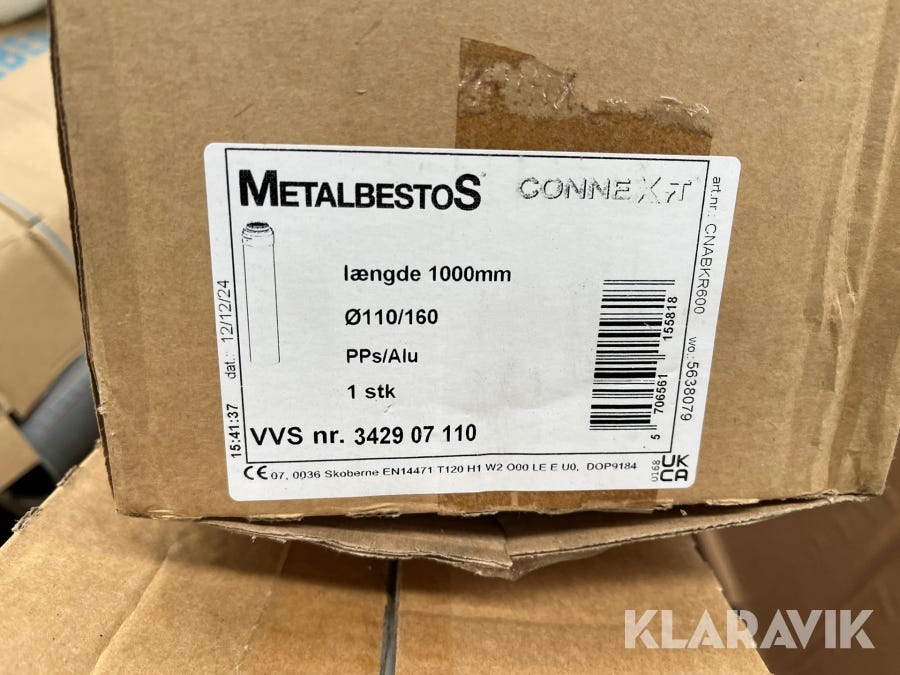 METALBESTOS CONNEXT
længde 1000mm
Ø110/160
PPs/Alu
1 stk
VVS nr. 3429 07 110
CE 07, 0036 Skoberne EN14471 T120 H1 W2 O00 LE E U0, DOP9184
15:41:37 dat.: 12/12/24
5 706561 155818
art.nr.: CNABKR600 wo.:5638079
0168 UKCA
KLARAVIK